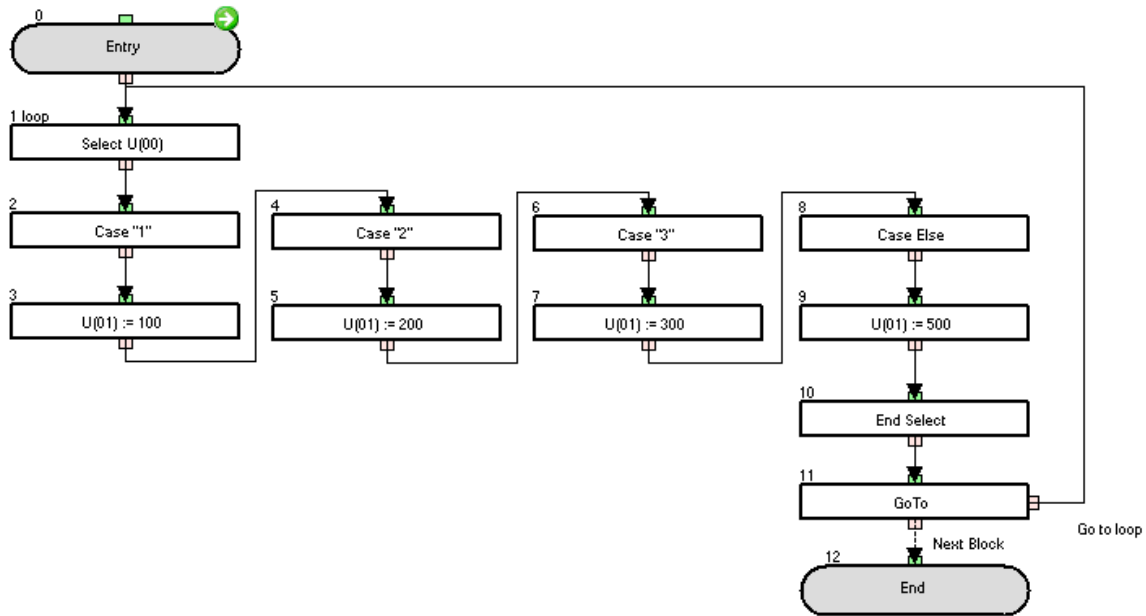 0
Entry
1 loop
Select U(00)
2
Case "1"
3
U(01) := 100
4
Case "2"
5
U(01) := 200
6
Case "3"
7
U(01) := 300
8
Case Else
9
U(01) := 500
10
End Select
11
GoTo
Go to loop
Next Block
12
End